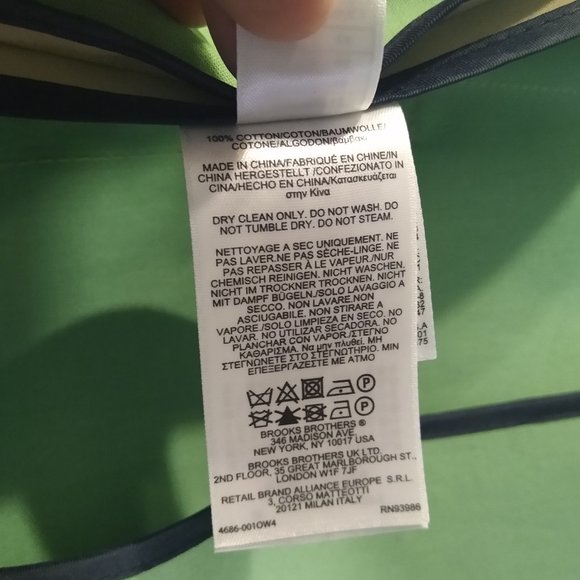 100% COTTON/COTON/BAUMWOLLE/
COTONE/ALGODON/βαμβάκι
MADE IN CHINA/FABRIQUÉ EN CHINE/IN
CHINA HERGESTELLT /CONFEZIONATO IN
CINA/HECHO EN CHINA/Κατασκευάζεται
στην Κίνα
DRY CLEAN ONLY. DO NOT WASH. DO
NOT TUMBLE DRY. DO NOT STEAM.
NETTOYAGE A SEC UNIQUEMENT. NE
PAS LAVER.NE PAS SÈCHE-LINGE. NE
PAS REPASSER À LE VAPEUR./NUR
CHEMISCH REINIGEN. NICHT WASCHEN.
NICHT IM TROCKNER TROCKNEN. NICHT
MIT DAMPF BÜGELN./SOLO LAVAGGIO A
SECCO. NON LAVARE.NON
ASCIUGABILE. NON STIRARE A
VAPORE./SOLO LIMPIEZA EN SECO. NO
LAVAR. NO UTILIZAR SECADORA. NO
PLANCHAR CON VAPOR./ΣΤΕΓΝΟ
ΚΑΘΑΡΙΣΜΑ. Να μην πλυθεί. ΜΗ
ΣΤΕΓΝΩΝΕΤΕ ΣΤΟ ΣΤΕΓΝΩΤΗΡΙΟ. ΜΗΝ
ΕΠΕΞΕΡΓΑΖΕΣΤΕ ΜΕ ΑΤΜΟ
P
P
BROOKS BROTHERS ®
346 MADISON AVE
NEW YORK, NY 10017 USA
BROOKS BROTHERS UK LTD.
2ND FLOOR, 35 GREAT MARLBOROUGH ST.,
LONDON W1F 7JF
RETAIL BRAND ALLIANCE EUROPE S.R.L.
3, CORSO MATTEOTTI
20121 MILAN ITALY
4686-001OW4 RN93986